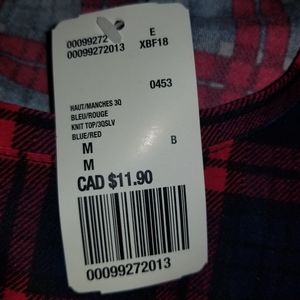 00099272 E
00099272013 XBF18
0453
HAUT/MANCHES 3Q
BLEU/ROUGE
KNIT TOP/3QSLV
BLUE/RED
M B
M
CAD $11.90
00099272013